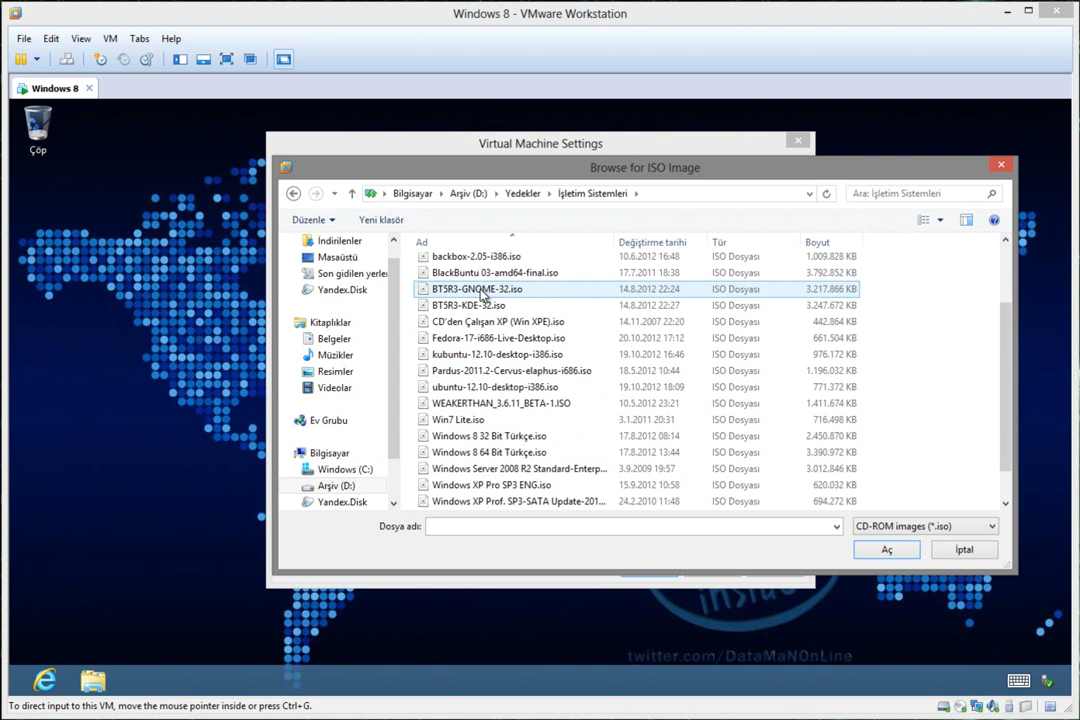 Windows 8 - VMware Workstation
File Edit View VM Tabs Help
Windows 8
Çöp
Virtual Machine Settings
Browse for ISO Image
Bilgisayar Arşiv (D:) Yedekler İşletim Sistemleri
Ara: İşletim Sistemleri
Düzenle Yeni klasör
İndirilenler
Masaüstü
Son gidilen yerler
Yandex.Disk
Kitaplıklar
Belgeler
Müzikler
Resimler
Videolar
Ev Grubu
Bilgisayar
Windows (C:)
Arşiv (D:)
Yandex.Disk
Ad Değiştirme tarihi Tür Boyut
backbox-2.05-i386.iso 10.6.2012 16:48 ISO Dosyası 1.009.828 KB
BlackBuntu 03-amd64-final.iso 17.7.2011 18:38 ISO Dosyası 3.792.852 KB
BT5R3-GNOME-32.iso 14.8.2012 22:24 ISO Dosyası 3.217.866 KB
BT5R3-KDE-32.iso 14.8.2012 22:27 ISO Dosyası 3.247.672 KB
CD'den Çalışan XP (Win XPE).iso 14.11.2007 22:20 ISO Dosyası 442.864 KB
Fedora-17-i686-Live-Desktop.iso 20.10.2012 17:12 ISO Dosyası 661.504 KB
kubuntu-12.10-desktop-i386.iso 19.10.2012 16:46 ISO Dosyası 976.172 KB
Pardus-2011.2-Cervus-elaphus-i686.iso 18.5.2012 10:44 ISO Dosyası 1.196.032 KB
ubuntu-12.10-desktop-i386.iso 19.10.2012 18:09 ISO Dosyası 771.372 KB
WEAKERTHAN_3.6.11_BETA-1.ISO 10.5.2012 23:21 ISO Dosyası 1.411.674 KB
Win7 Lite.iso 3.1.2011 20:31 ISO Dosyası 716.498 KB
Windows 8 32 Bit Türkçe.iso 17.8.2012 08:14 ISO Dosyası 2.450.870 KB
Windows 8 64 Bit Türkçe.iso 17.8.2012 13:44 ISO Dosyası 3.390.972 KB
Windows Server 2008 R2 Standard-Enterp... 3.9.2009 19:57 ISO Dosyası 3.012.846 KB
Windows XP Pro SP3 ENG.iso 15.9.2012 10:58 ISO Dosyası 620.032 KB
Windows XP Prof. SP3-SATA Update-201... 24.2.2010 11:48 ISO Dosyası 694.272 KB
Dosya adı: CD-ROM images (*.iso)
Aç İptal
inside
twitter.com/DataMaNOnLine
To direct input to this VM, move the mouse pointer inside or press Ctrl+G.